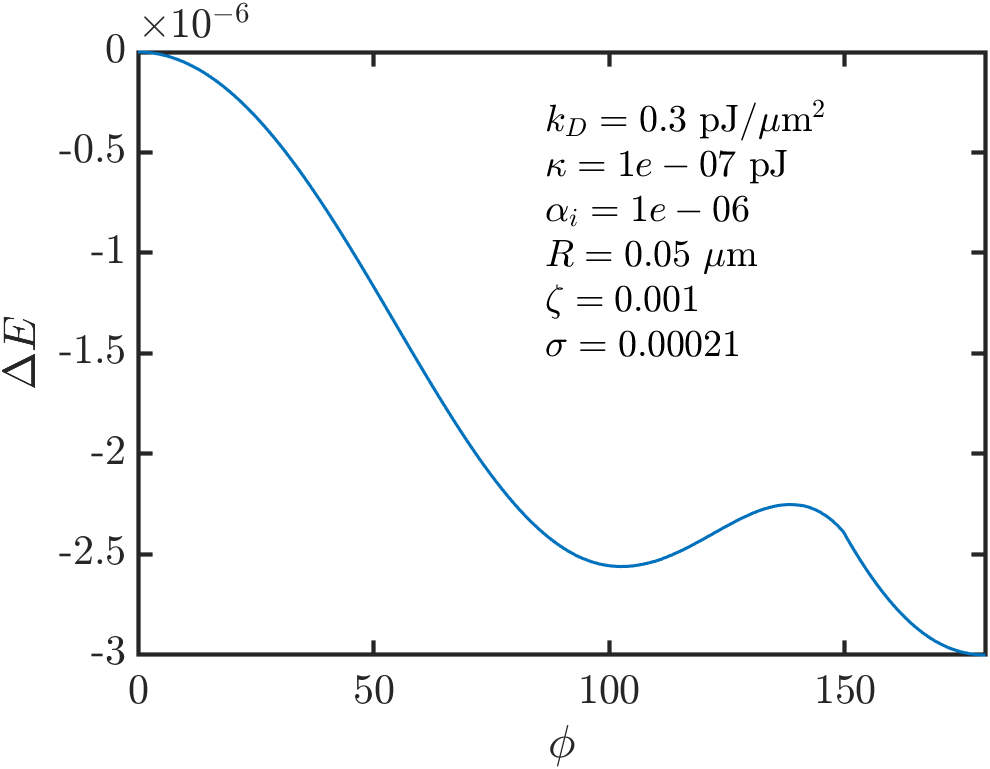 ×10⁻⁶
0
-0.5
-1
-1.5
-2
-2.5
-3
ΔE
k_D = 0.3 pJ/μm²
κ = 1e − 07 pJ
α_i = 1e − 06
R = 0.05 μm
ζ = 0.001
σ = 0.00021
0 50 100 150
ϕ